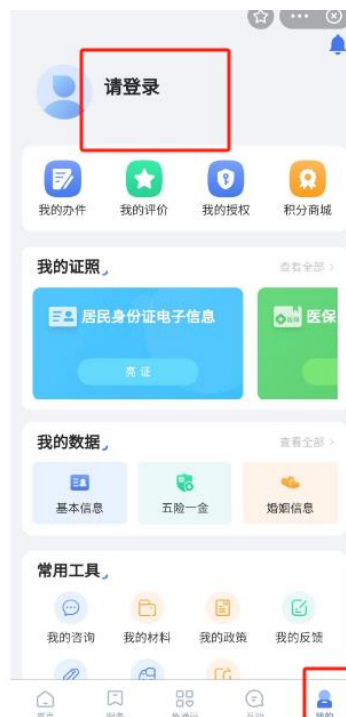 请登录
我的办件 我的评价 我的授权 积分商城
我的证照 查看全部
居民身份证电子信息 医保
亮证
我的数据 查看全部
基本信息 五险一金 婚姻信息
常用工具
我的咨询 我的材料 我的政策 我的反馈
我的